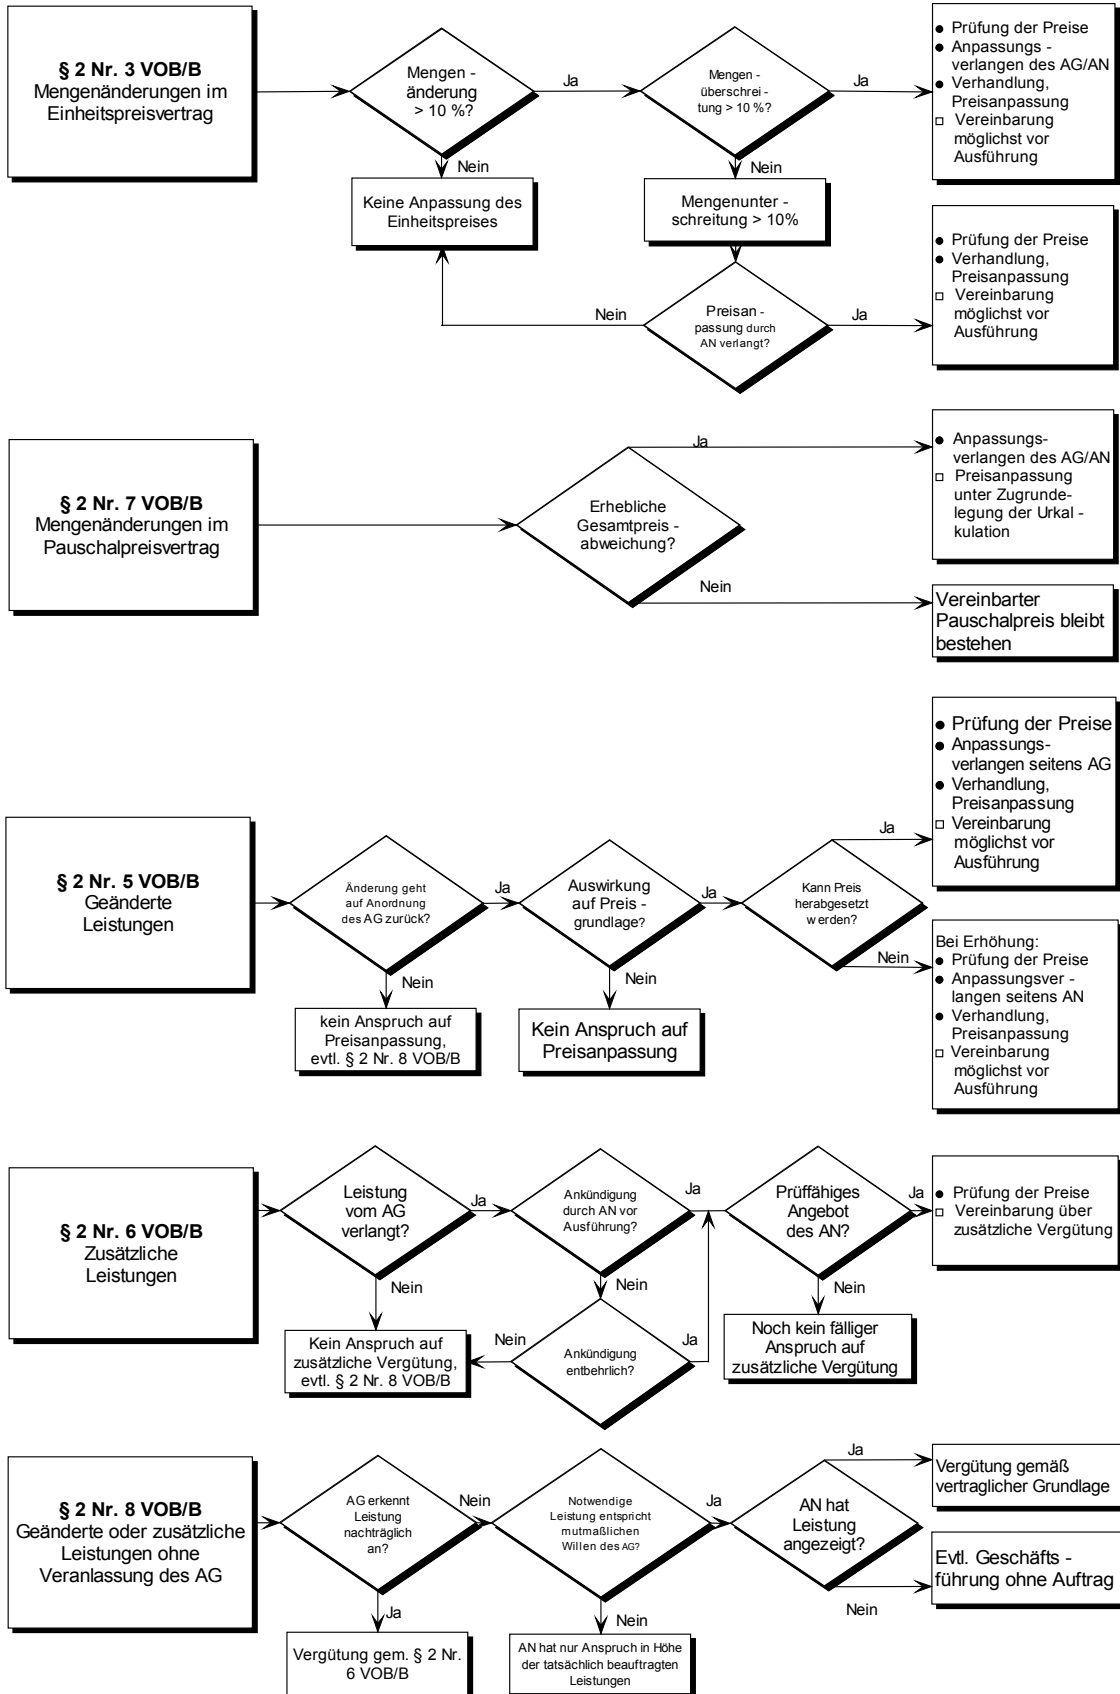 § 2 Nr. 3 VOB/B
Mengenänderungen im
Einheitspreisvertrag
Mengen -
änderung
> 10 %?
Ja
Mengen -
überschrei -
tung > 10 %?
Ja
● Prüfung der Preise
● Anpassungs -
verlangen des AG/AN
● Verhandlung,
Preisanpassung
□ Vereinbarung
möglichst vor
Ausführung
Nein
Nein
Keine Anpassung des
Einheitspreises
Mengenunter -
schreitung > 10%
Nein
Preisan -
passung durch
AN verlangt?
Ja
● Prüfung der Preise
● Verhandlung,
Preisanpassung
□ Vereinbarung
möglichst vor
Ausführung
§ 2 Nr. 7 VOB/B
Mengenänderungen im
Pauschalpreisvertrag
Erhebliche
Gesamtpreis -
abweichung?
Ja
● Anpassungs-
verlangen des AG/AN
□ Preisanpassung
unter Zugrunde-
legung der Urkal -
kulation
Nein
Vereinbarter
Pauschalpreis bleibt
bestehen
§ 2 Nr. 5 VOB/B
Geänderte
Leistungen
Änderung geht
auf Anordnung
des AG zurück?
Ja
Auswirkung
auf Preis -
grundlage?
Ja
Kann Preis
herabgesetzt
werden?
Ja
● Prüfung der Preise
● Anpassungs-
verlangen seitens AG
● Verhandlung,
Preisanpassung
□ Vereinbarung
möglichst vor
Ausführung
Nein
Bei Erhöhung:
● Prüfung der Preise
● Anpassungsver -
langen seitens AN
● Verhandlung,
Preisanpassung
□ Vereinbarung
möglichst vor
Ausführung
Nein
kein Anspruch auf
Preisanpassung,
evtl. § 2 Nr. 8 VOB/B
Nein
Kein Anspruch auf
Preisanpassung
§ 2 Nr. 6 VOB/B
Zusätzliche
Leistungen
Leistung
vom AG
verlangt?
Ja
Ankündigung
durch AN vor
Ausführung?
Ja
Prüffähiges
Angebot
des AN?
Ja
● Prüfung der Preise
□ Vereinbarung über
zusätzliche Vergütung
Nein
Kein Anspruch auf
zusätzliche Vergütung,
evtl. § 2 Nr. 8 VOB/B
Nein
Nein
Ankündigung
entbehrlich?
Ja
Nein
Noch kein fälliger
Anspruch auf
zusätzliche Vergütung
§ 2 Nr. 8 VOB/B
Geänderte oder zusätzliche
Leistungen ohne
Veranlassung des AG
AG erkennt
Leistung
nachträglich
an?
Nein
Notwendige
Leistung entspricht
mutmaßlichen
Willen des AG?
Ja
AN hat
Leistung
angezeigt?
Ja
Vergütung gemäß
vertraglicher Grundlage
Nein
Evtl. Geschäfts -
führung ohne Auftrag
Ja
Vergütung gem. § 2 Nr.
6 VOB/B
Nein
AN hat nur Anspruch in Höhe
der tatsächlich beauftragten
Leistungen